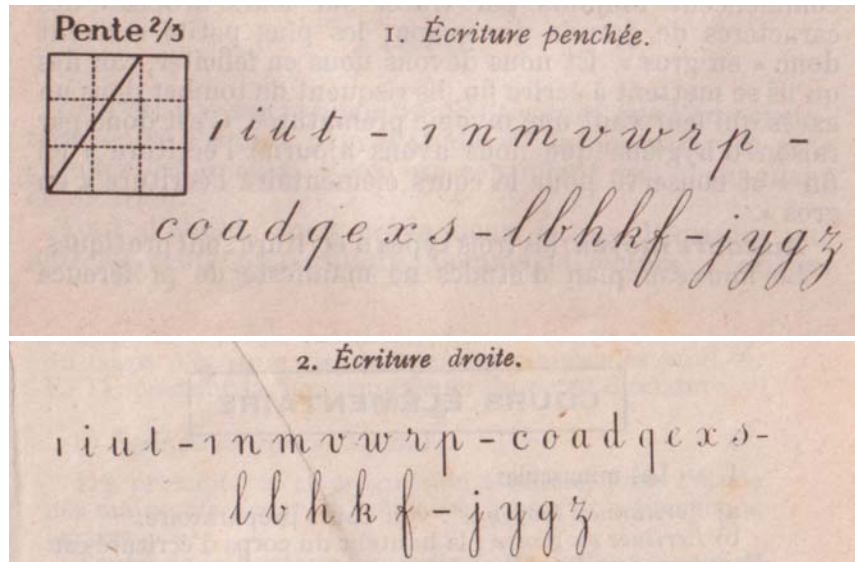 Pente 2/3
1. Écriture penchée.
ı i u t - ı n m v w r p -
c o a d q e x s - l b h k f - j y g z
2. Écriture droite.
ı i u t - ı n m v w r p - c o a d q e x s -
l b h k f - j y g z